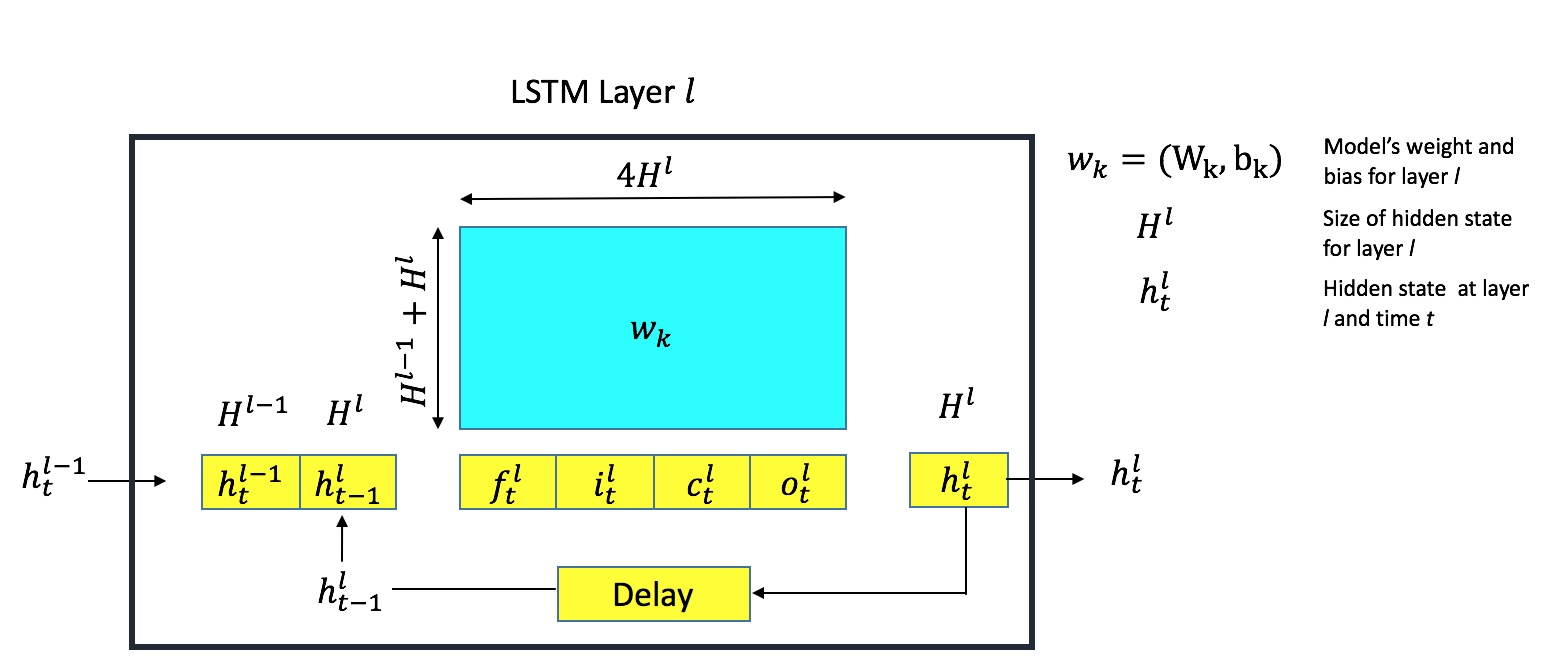 LSTM Layer l
4H^l
H^{l−1} + H^l
w_k
H^{l−1} H^l
H^l
h_t^{l−1}
h_t^{l−1} h_{t−1}^l
f_t^l i_t^l c_t^l o_t^l
h_t^l
h_t^l
h_{t−1}^l
Delay
w_k = (W_k, b_k)
Model’s weight and
bias for layer l
H^l
Size of hidden state
for layer l
h_t^l
Hidden state at layer
l and time t